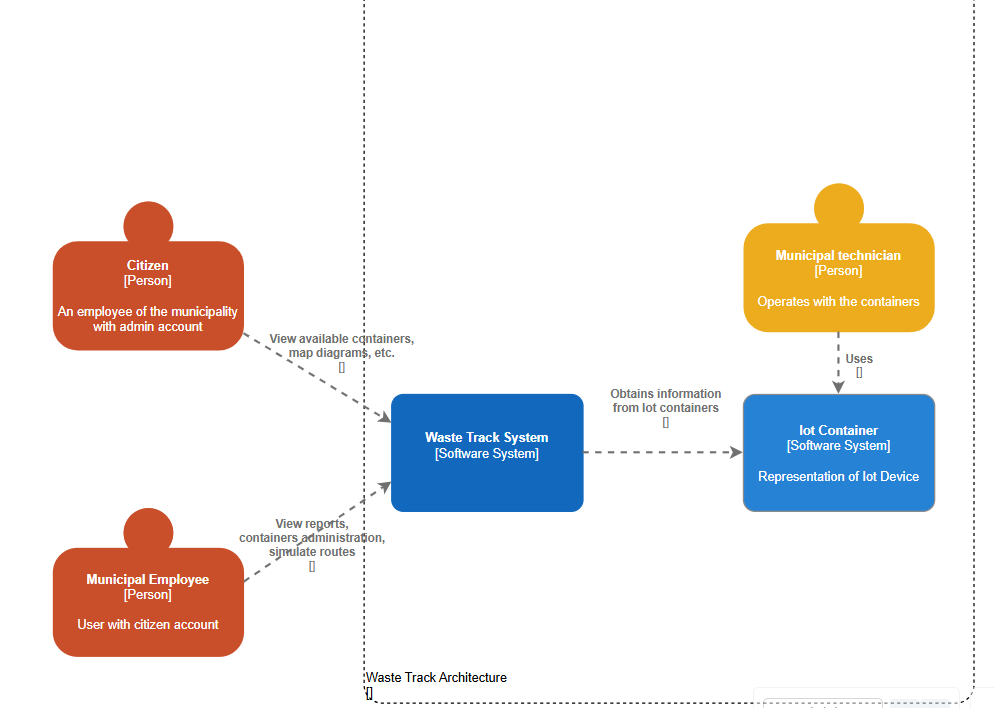 Citizen
[Person]
An employee of the municipality
with admin account
View available containers,
map diagrams, etc.
[]
Municipal technician
[Person]
Operates with the containers
Uses
[]
Waste Track System
[Software System]
Obtains information
from Iot containers
[]
Iot Container
[Software System]
Representation of Iot Device
Municipal Employee
[Person]
User with citizen account
View reports,
containers administration,
simulate routes
[]
Waste Track Architecture
[]